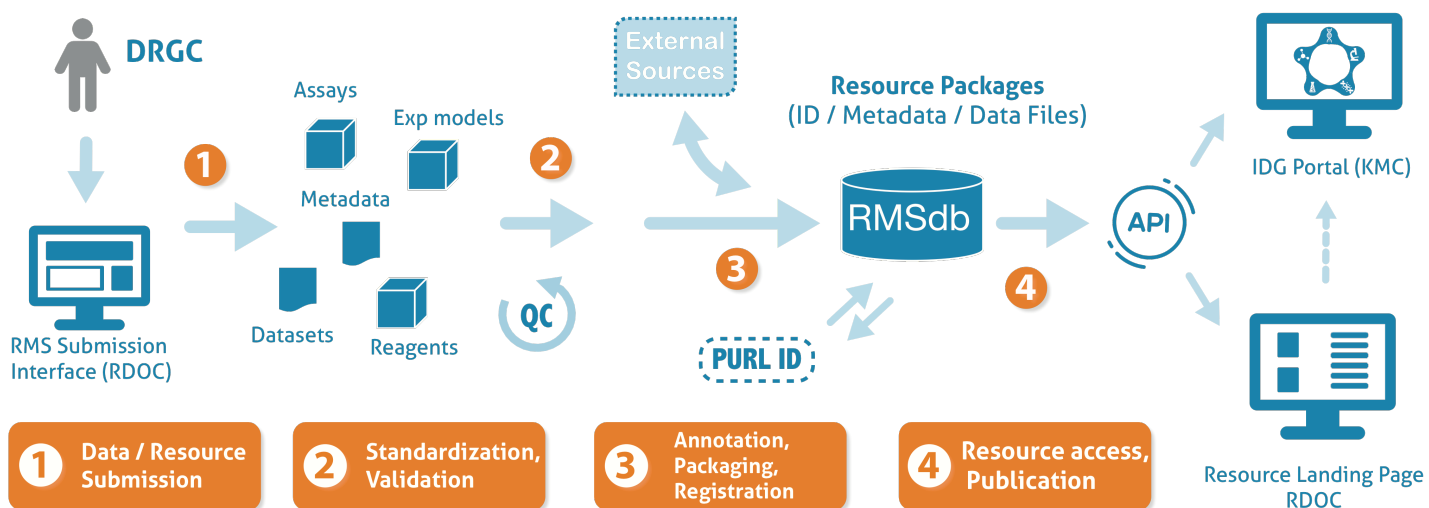 DRGC
RMS Submission
Interface (RDOC)
1
Assays
Exp models
Metadata
Datasets
Reagents
2
QC
External
Sources
3
PURL ID
Resource Packages
(ID / Metadata / Data Files)
RMSdb
4
API
IDG Portal (KMC)
Resource Landing Page
RDOC
1
Data / Resource
Submission
2
Standardization,
Validation
3
Annotation,
Packaging,
Registration
4
Resource access,
Publication